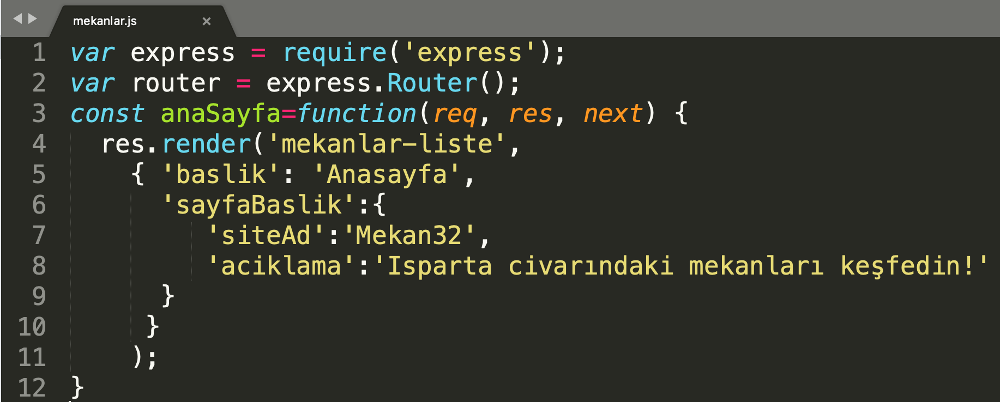 mekanlar.js ×
1 var express = require('express');
2 var router = express.Router();
3 const anaSayfa=function(req, res, next) {
4   res.render('mekanlar-liste',
5     { 'baslik': 'Anasayfa',
6       'sayfaBaslik':{
7          'siteAd':'Mekan32',
8          'aciklama':'Isparta civarındaki mekanları keşfedin!'
9       }
10      }
11     );
12 }